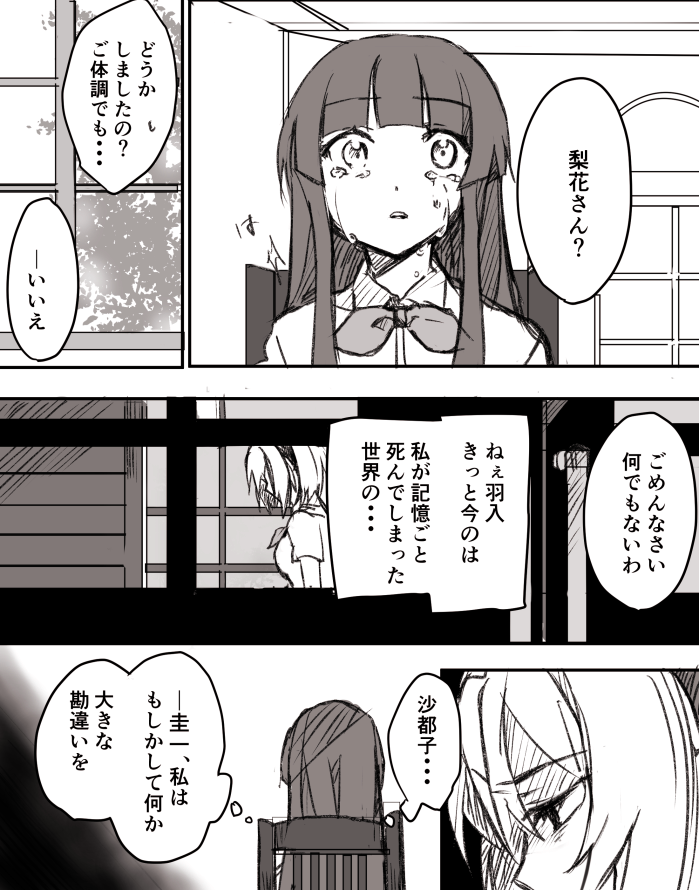 梨花さん？
はっ
どうか
しましたの？
ご体調でも・・・
―いいえ
ごめんなさい
何でもないわ
ねぇ羽入
きっと今のは
私が記憶ごと
死んでしまった
世界の・・・
沙都子・・・
―圭一、私は
もしかして何か
大きな
勘違いを